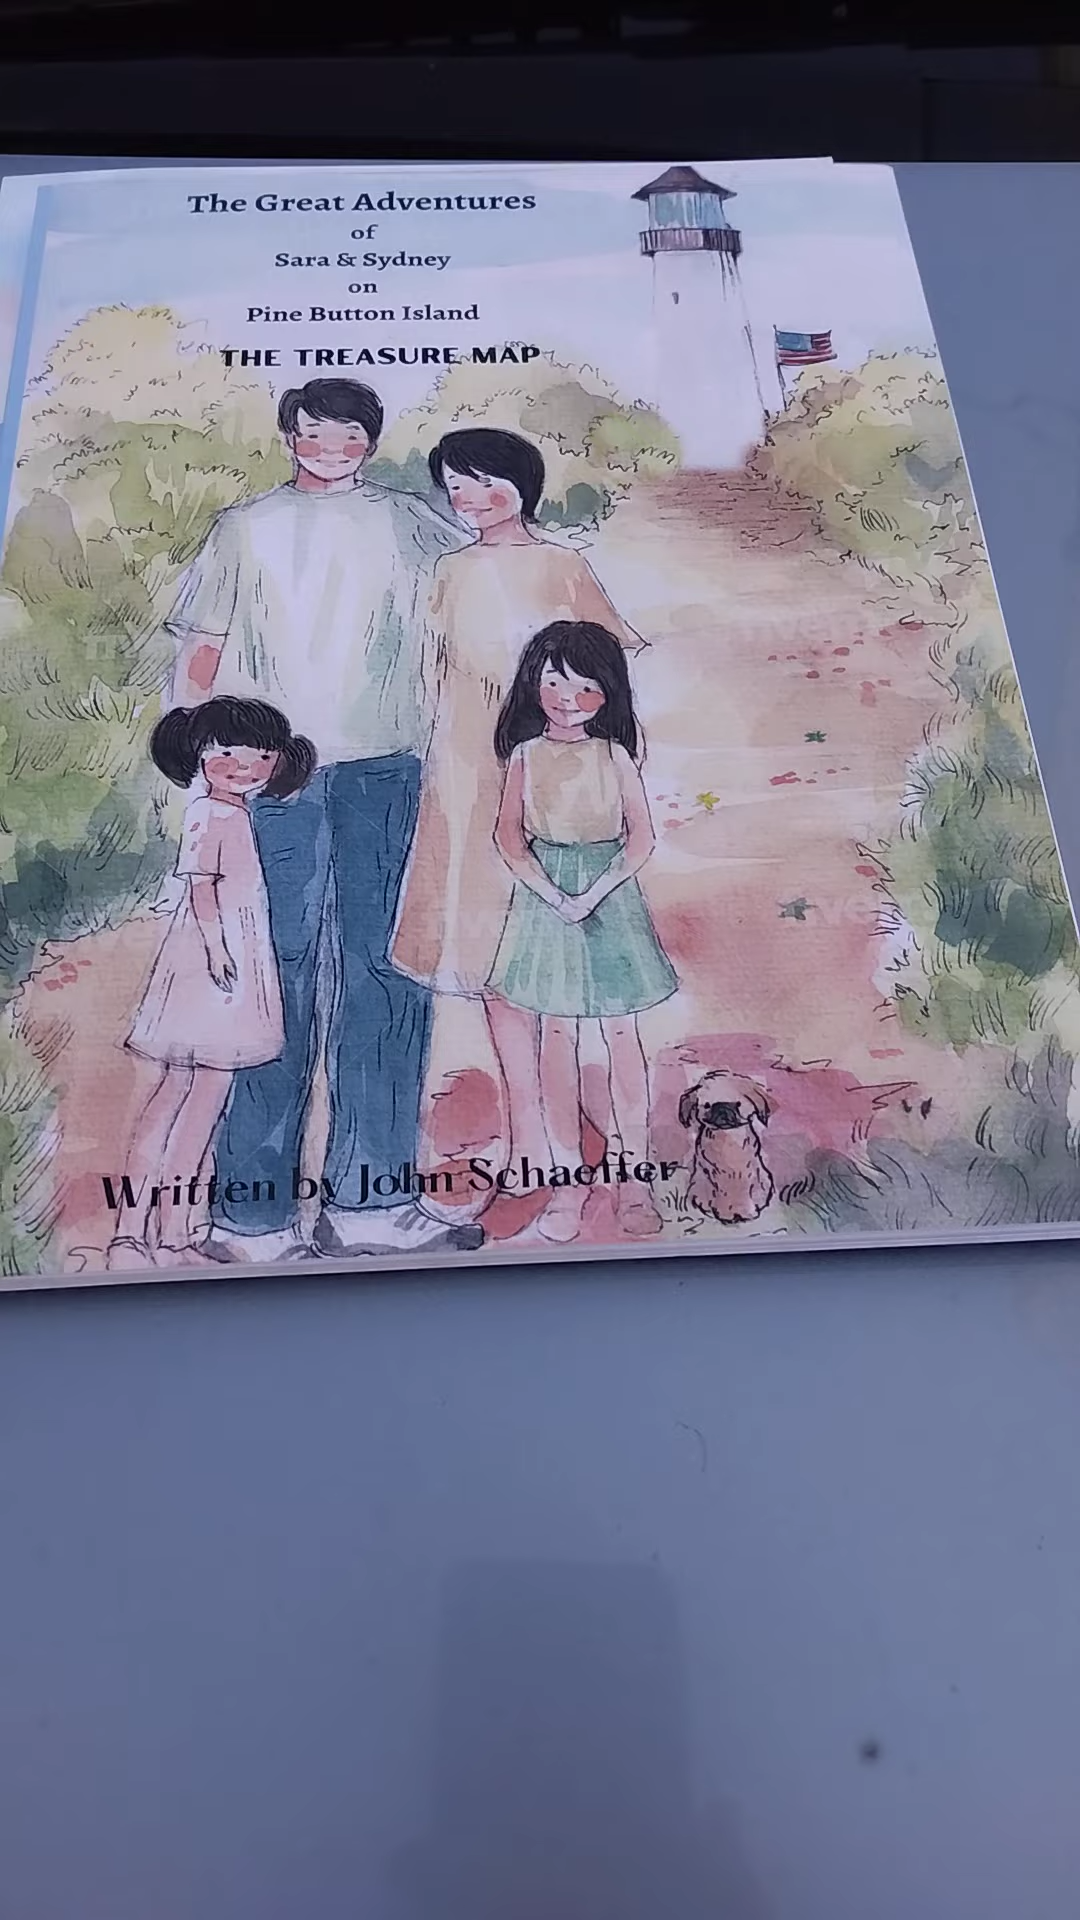 The Great Adventures
of
Sara & Sydney
on
Pine Button Island
THE TREASURE MAP
Written by John Schaeffer